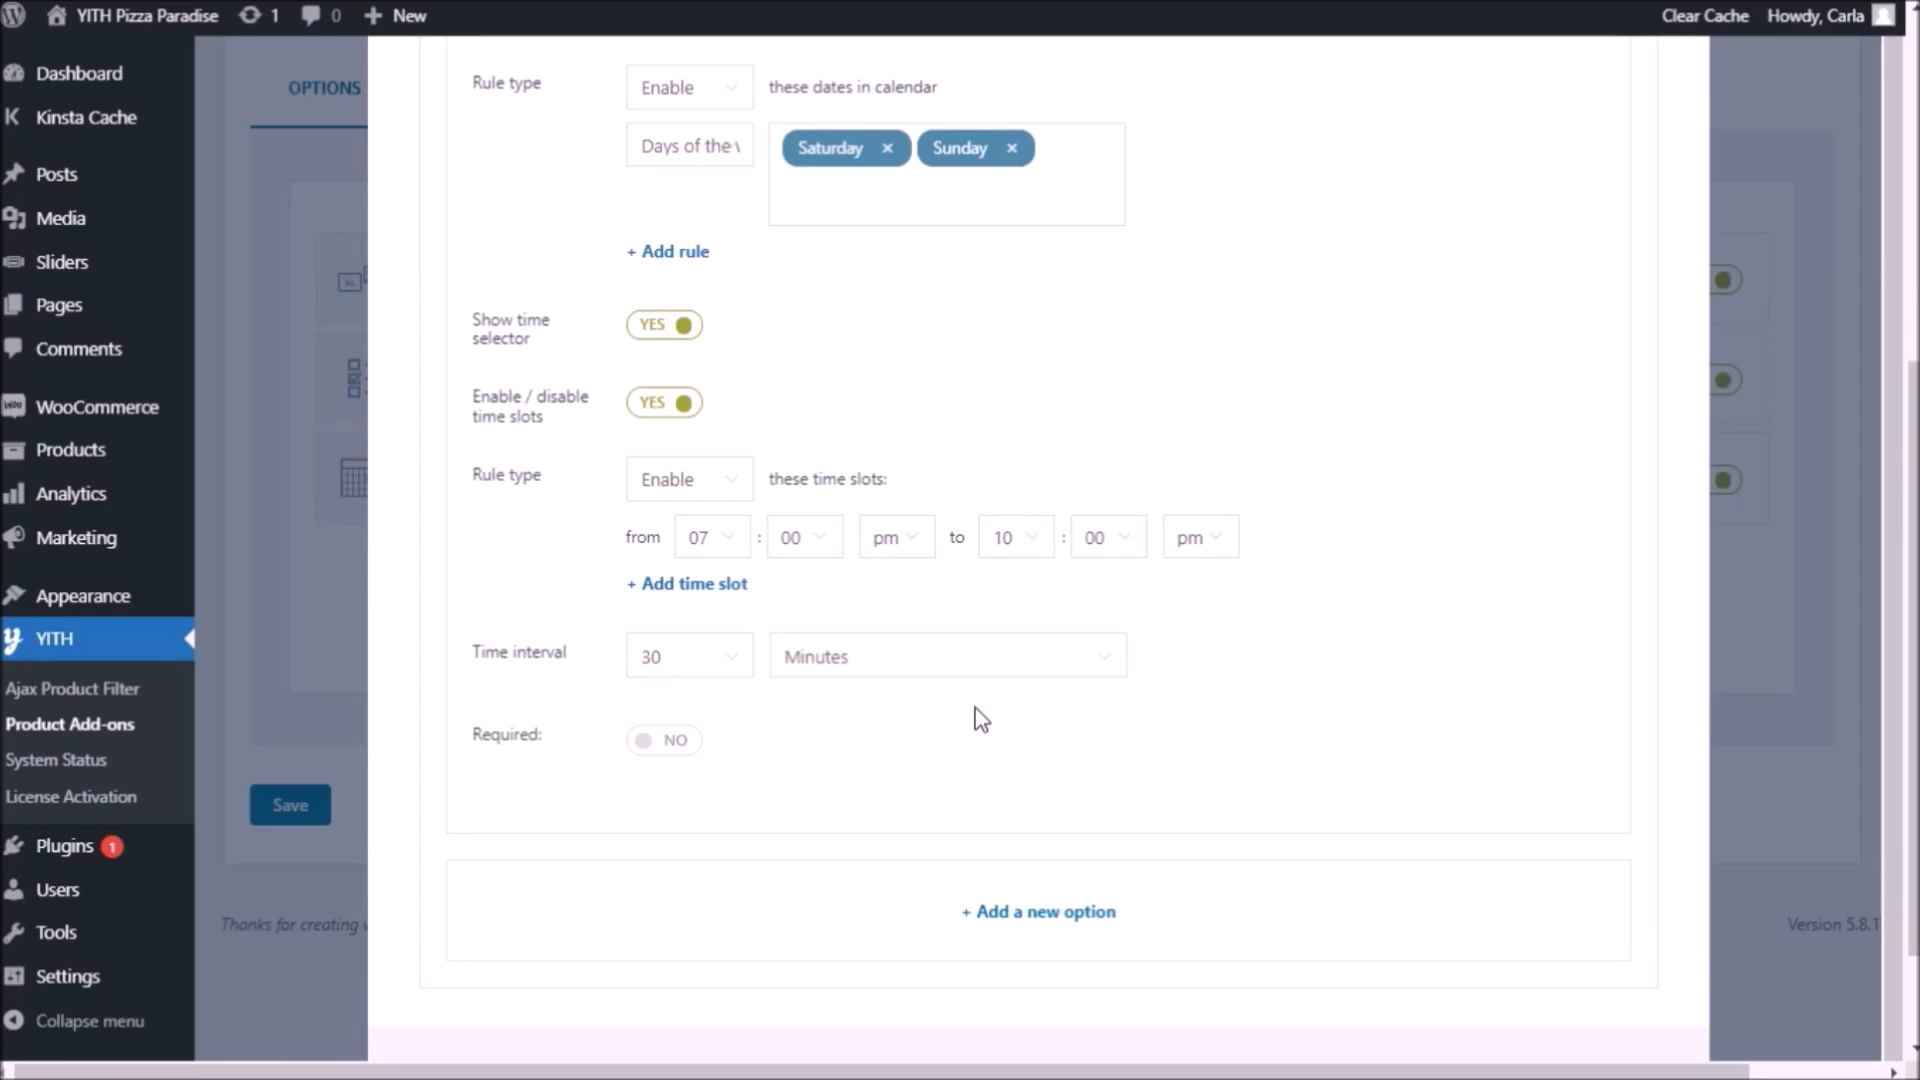 YITH Pizza Paradise 1 0 + New Clear Cache Howdy, Carla
Dashboard
Kinsta Cache
Posts
Media
Sliders
Pages
Comments
WooCommerce
Products
Analytics
Marketing
Appearance
YITH
Ajax Product Filter
Product Add-ons
System Status
License Activation
Plugins 1
Users
Tools
Settings
Collapse menu
OPTIONS
XL
Save
Thanks for creating
Version 5.8.1
Rule type Enable these dates in calendar
Days of the Saturday × Sunday ×
+ Add rule
Show time
selector
YES
Enable / disable
time slots
YES
Rule type Enable these time slots:
from 07 : 00 pm to 10 : 00 pm
+ Add time slot
Time interval 30 Minutes
Required: NO
+ Add a new option